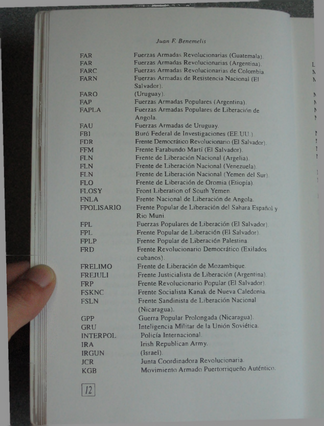 Juan F. Benemelis
FAR Fuerzas Armadas Revolucionarias (Guatemala)
FAR Fuerzas Armadas Revolucionarias (Argentina).
FARC Fuerzas Armadas Revolucionarias de Colombia
FARN Fuerzas Armadas de Resistencia Nacional (El
Salvador)
FARO (Uruguay).
FAP Fuerzas Armadas Populares (Argentina).
FAPLA Fuerzas Armadas Populares de Liberación de
Angola.
FAU Fuerzas Armadas de Uruguay
FBI Buró Federal de Investigaciones (EE.UU.)
FDR Frente Democrático Revolucionario (El Salvador)
FFM Frente Farabundo Martí (El Salvador).
FLN Frente de Liberación Nacional (Argelia)
FLN Frente de Liberación Nacional (Venezuela)
FLN Frente de Liberación Nacional (Yemen del Sur)
FLO Frente de Liberación de Oromia (Etiopía)
FLOSY Front Liberation of South Yemen
FNLA Frente Nacional de Liberación de Angola.
FPOLISARIO Frente Popular de Liberación del Sahara Español y
Río Muni
FPL Fuerzas Populares de Liberación (El Salvador)
FPL Frente Popular de Liberación (El Salvador)
FPLP Frente Popular de Liberación Palestina
FRD Frente Revolucionario Democrático (Exilados
cubanos)
FRELIMO Frente de Liberación de Mozambique.
FREJULI Frente Justicialista de Liberación (Argentina).
FRP Frente Revolucionario Popular (El Salvador)
FSKNC Frente Socialista Kanak de Nueva Caledonia
FSLN Frente Sandinista de Liberación Nacional
(Nicaragua).
GPP Guerra Popular Prolongada (Nicaragua)
GRU Inteligencia Militar de la Unión Soviética.
INTERPOL Policía Internacional.
IRA Irish Republican Army.
IRGUN (Israel)
JCR Junta Coordinadora Revolucionaria
KGB Movimiento Armado Puertorriqueño Auténtico
12